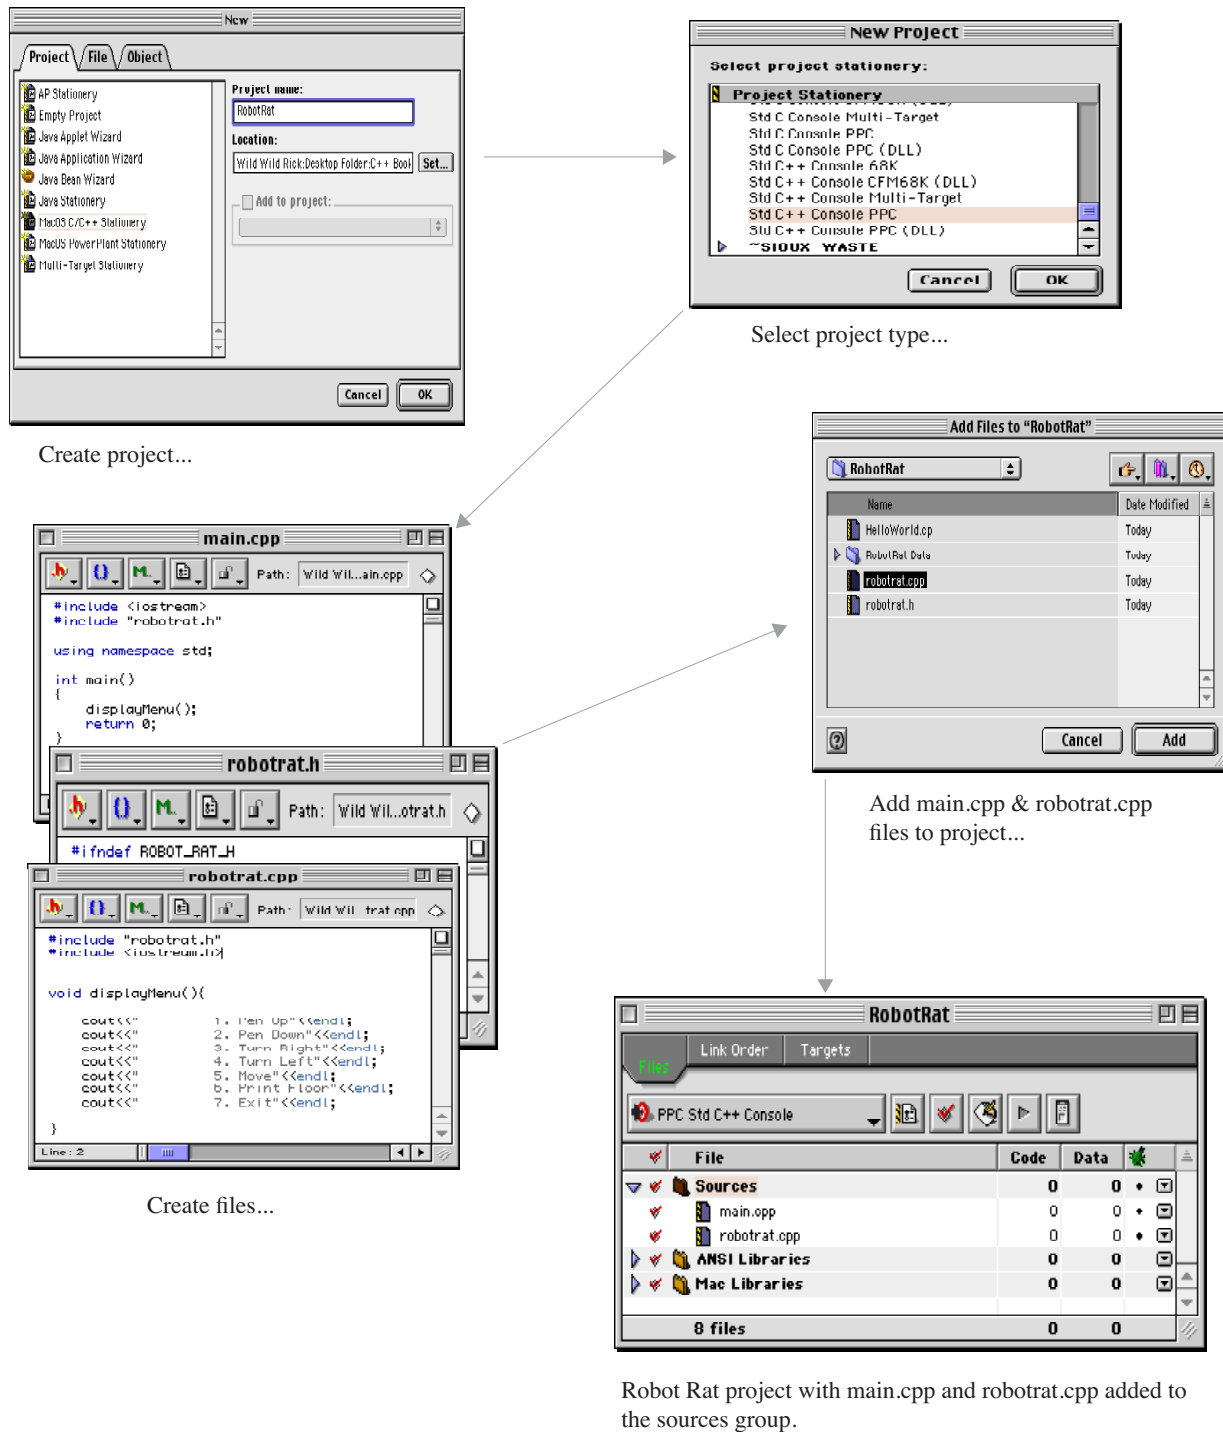 New
Project File Object
AP Stationery
Empty Project
Java Applet Wizard
Java Application Wizard
Java Bean Wizard
Java Stationery
MacOS C/C++ Stationery
MacOS PowerPlant Stationery
Multi-Target Stationery
Project name:
RobotRat
Location:
Wild Wild Rick:Desktop Folder:C++ Book Set...
Add to project:
Cancel OK
Create project...
New Project
Select project stationery:
Project Stationery
Std C Console Multi-Target
Std C Console PPC
Std C Console PPC (DLL)
Std C++ Console 68K
Std C++ Console CFM68K (DLL)
Std C++ Console Multi-Target
Std C++ Console PPC
Std C++ Console PPC (DLL)
~SIOUX WASTE
Cancel OK
Select project type...
main.cpp
Path: Wild Wil...ain.cpp
#include <iostream>
#include "robotrat.h"
using namespace std;
int main()
{
displayMenu();
return 0;
}
robotrat.h
Path: Wild Wil...otrat.h
#ifndef ROBOT_RAT_H
robotrat.cpp
Path: Wild Wil...trat.cpp
#include "robotrat.h"
#include <iostream.h>
void displayMenu(){
cout<<" 1. Pen Up"<<endl;
cout<<" 2. Pen Down"<<endl;
cout<<" 3. Turn Right"<<endl;
cout<<" 4. Turn Left"<<endl;
cout<<" 5. Move"<<endl;
cout<<" 6. Print Floor"<<endl;
cout<<" 7. Exit"<<endl;
}
Line: 2
Create files...
Add Files to “RobotRat”
RobotRat
Name Date Modified
HelloWorld.cp Today
RobotRat Data Today
robotrat.cpp Today
robotrat.h Today
Cancel Add
Add main.cpp & robotrat.cpp
files to project...
RobotRat
Files Link Order Targets
PPC Std C++ Console
File Code Data
Sources 0 0
main.cpp 0 0
robotrat.cpp 0 0
ANSI Libraries 0 0
Mac Libraries 0 0
8 files 0 0
Robot Rat project with main.cpp and robotrat.cpp added to
the sources group.